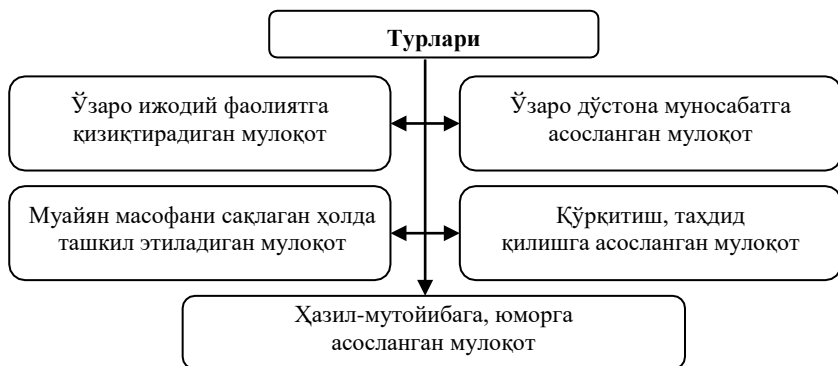 Турлари
Ўзаро ижодий фаолиятга
қизиқтирадиган мулоқот
Ўзаро дўстона муносабатга
асосланган мулоқот
Муайян масофани сақлаган ҳолда
ташкил этиладиган мулоқот
Қўрқитиш, таҳдид
қилишга асосланган мулоқот
Ҳазил-мутойибага, юморга
асосланган мулоқот